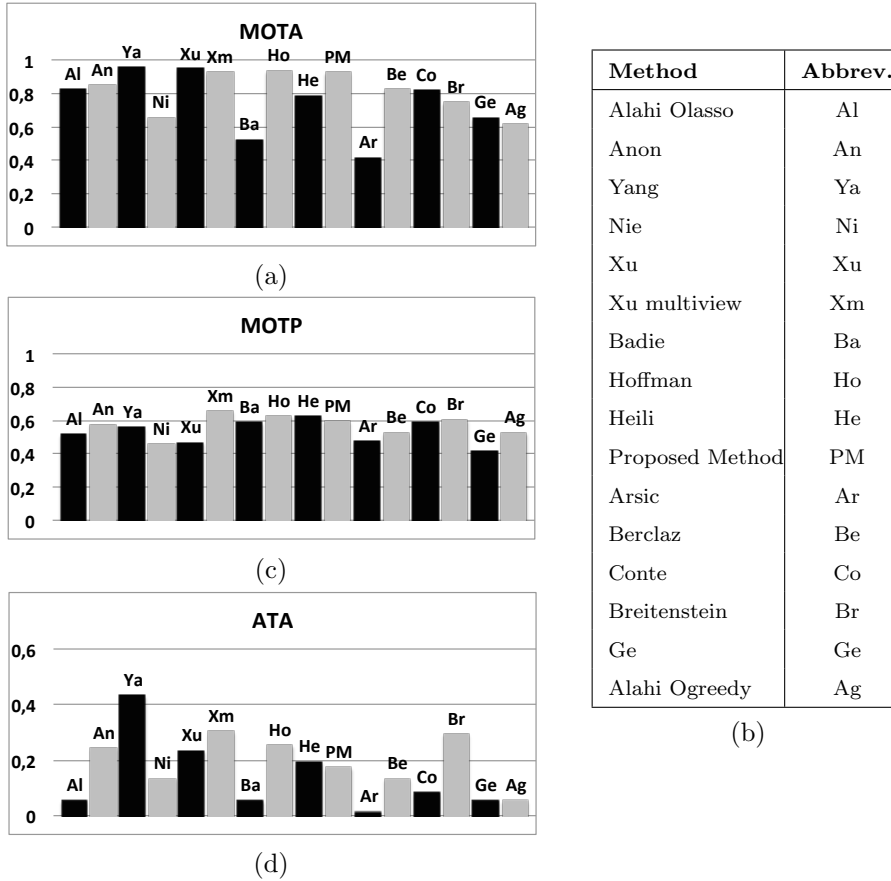 MOTA
1
0,8
0,6
0,4
0,2
0
Al An Ya Ni Xu Xm Ba Ho He PM Ar Be Co Br Ge Ag
(a)
MOTP
1
0,8
0,6
0,4
0,2
0
Al An Ya Ni Xu Xm Ba Ho He PM Ar Be Co Br Ge Ag
(c)
ATA
0,6
0,4
0,2
0
Al An Ya Ni Xu Xm Ba Ho He PM Ar Be Co Br Ge Ag
(d)
Method Abbrev.
Alahi Olasso Al
Anon An
Yang Ya
Nie Ni
Xu Xu
Xu multiview Xm
Badie Ba
Hoffman Ho
Heili He
Proposed Method PM
Arsic Ar
Berclaz Be
Conte Co
Breitenstein Br
Ge Ge
Alahi Ogreedy Ag
(b)